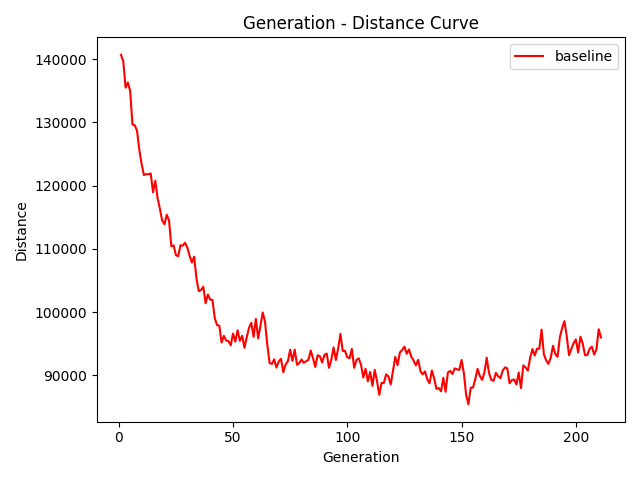 Generation - Distance Curve
baseline
140000
130000
120000
110000
100000
90000
Distance
0
50
100
150
200
Generation